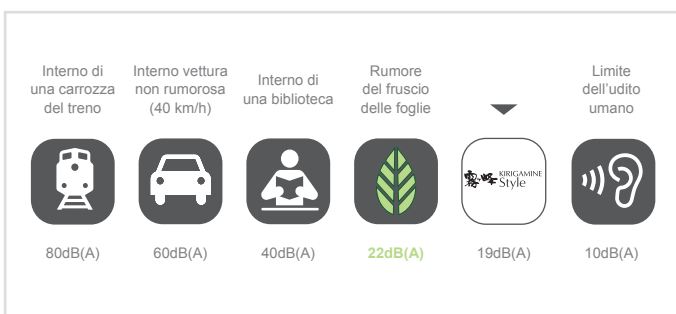 Interno di
una carrozza
del treno
Interno vettura
non rumorosa
(40 km/h)
Interno di
una biblioteca
Rumore
del fruscio
delle foglie
Limite
dell'udito
umano
霧ヶ峰 KIRIGAMINE
Style
80dB(A)
60dB(A)
40dB(A)
22dB(A)
19dB(A)
10dB(A)